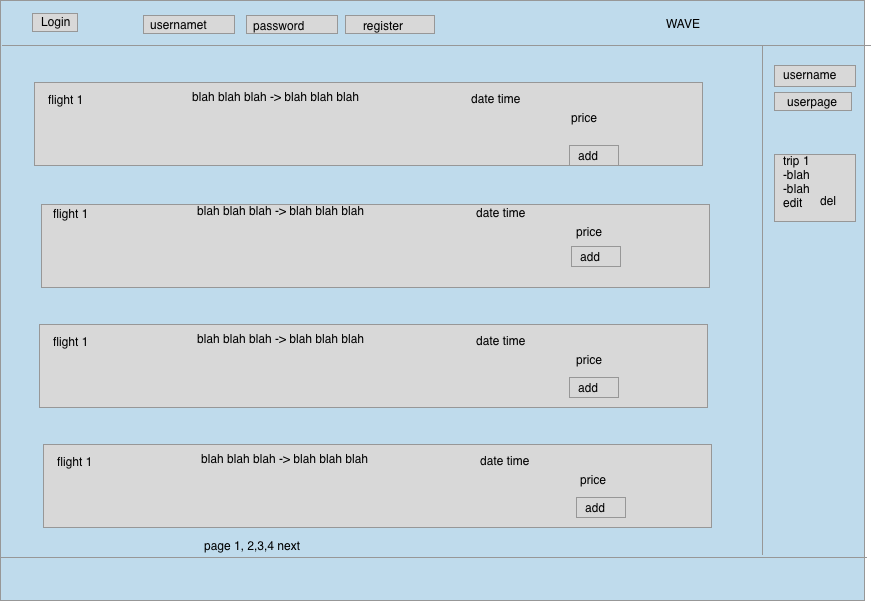 Login
usernamet
password
register
WAVE
username
userpage
flight 1
blah blah blah -> blah blah blah
date time
price
add
trip 1
-blah
-blah
edit
del
flight 1
blah blah blah -> blah blah blah
date time
price
add
flight 1
blah blah blah -> blah blah blah
date time
price
add
flight 1
blah blah blah -> blah blah blah
date time
price
add
page 1, 2,3,4 next